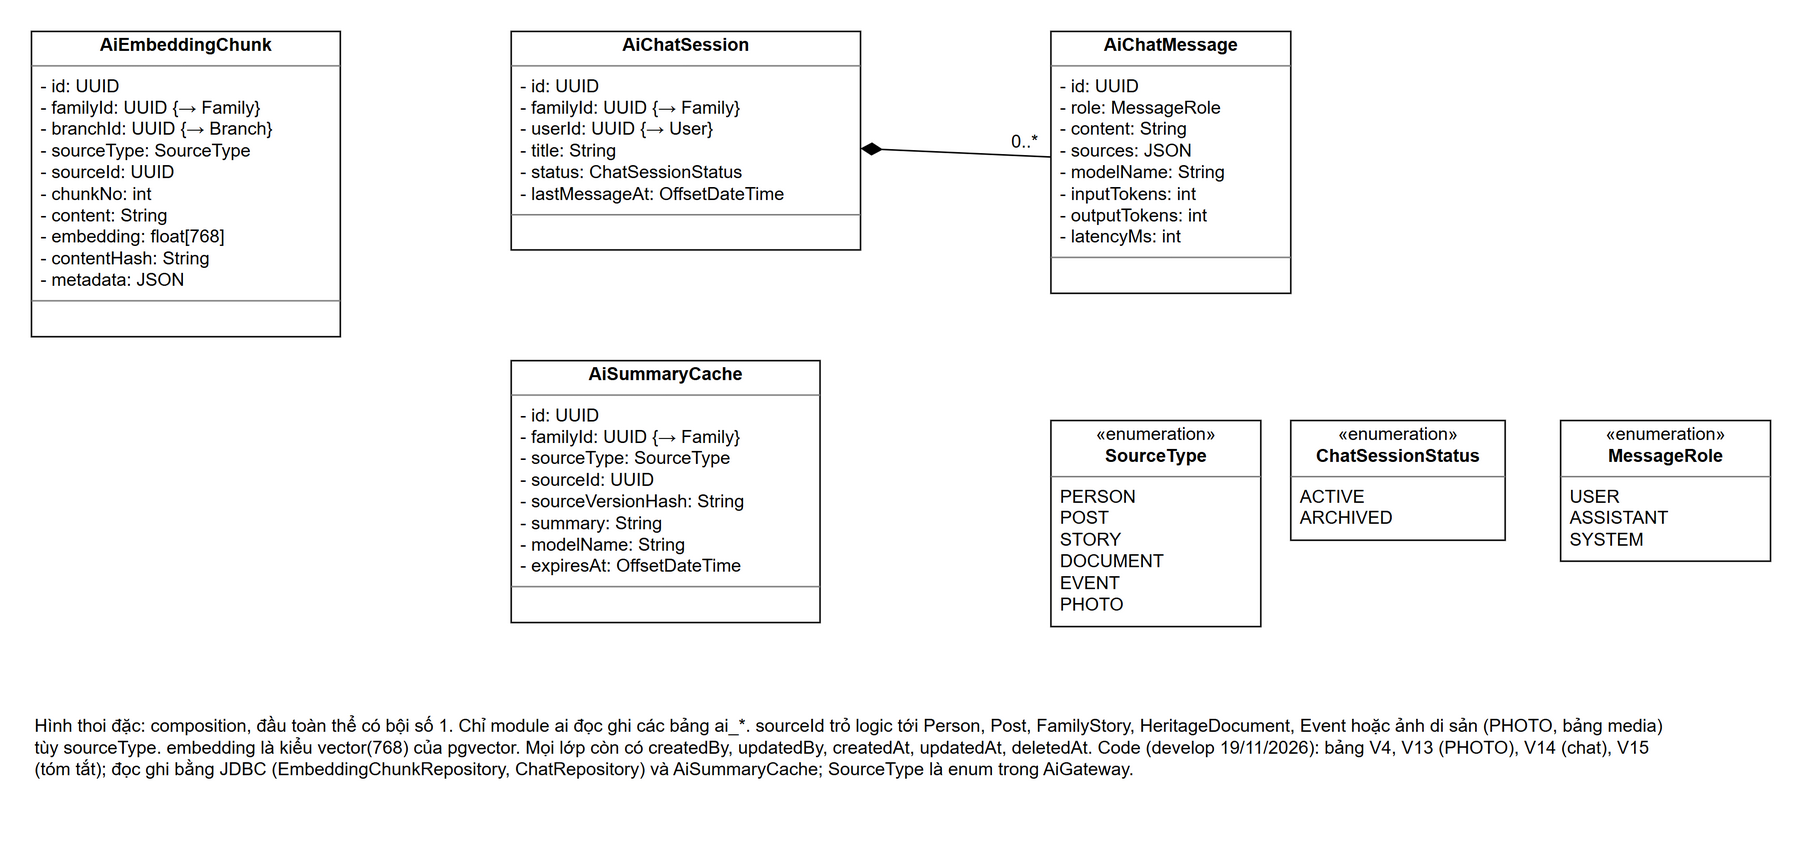 AiEmbeddingChunk
- id: UUID
- familyId: UUID {→ Family}
- branchId: UUID {→ Branch}
- sourceType: SourceType
- sourceId: UUID
- chunkNo: int
- content: String
- embedding: float[768]
- contentHash: String
- metadata: JSON
AiChatSession
- id: UUID
- familyId: UUID {→ Family}
- userId: UUID {→ User}
- title: String
- status: ChatSessionStatus
- lastMessageAt: OffsetDateTime
0..*
AiChatMessage
- id: UUID
- role: MessageRole
- content: String
- sources: JSON
- modelName: String
- inputTokens: int
- outputTokens: int
- latencyMs: int
AiSummaryCache
- id: UUID
- familyId: UUID {→ Family}
- sourceType: SourceType
- sourceId: UUID
- sourceVersionHash: String
- summary: String
- modelName: String
- expiresAt: OffsetDateTime
«enumeration»
SourceType
PERSON
POST
STORY
DOCUMENT
EVENT
PHOTO
«enumeration»
ChatSessionStatus
ACTIVE
ARCHIVED
«enumeration»
MessageRole
USER
ASSISTANT
SYSTEM
Hình thoi đặc: composition, đầu toàn thể có bội số 1. Chỉ module ai đọc ghi các bảng ai_*. sourceId trỏ logic tới Person, Post, FamilyStory, HeritageDocument, Event hoặc ảnh di sản (PHOTO, bảng media)
tùy sourceType. embedding là kiểu vector(768) của pgvector. Mọi lớp còn có createdBy, updatedBy, createdAt, updatedAt, deletedAt. Code (develop 19/11/2026): bảng V4, V13 (PHOTO), V14 (chat), V15
(tóm tắt); đọc ghi bằng JDBC (EmbeddingChunkRepository, ChatRepository) và AiSummaryCache; SourceType là enum trong AiGateway.